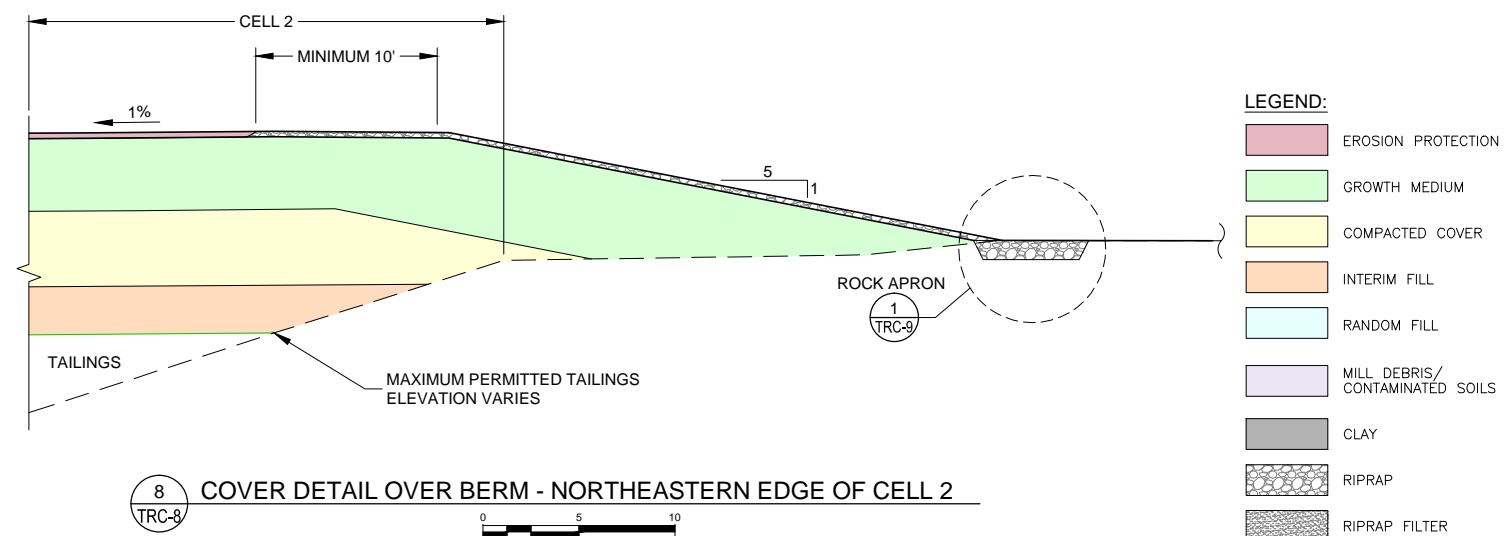 CELL 2
MINIMUM 10'
1%
5
1
ROCK APRON
1
TRC-9
TAILINGS
MAXIMUM PERMITTED TAILINGS
ELEVATION VARIES
8
TRC-8
COVER DETAIL OVER BERM - NORTHEASTERN EDGE OF CELL 2
0 5 10
LEGEND:
EROSION PROTECTION
GROWTH MEDIUM
COMPACTED COVER
INTERIM FILL
RANDOM FILL
MILL DEBRIS/
CONTAMINATED SOILS
CLAY
RIPRAP
RIPRAP FILTER